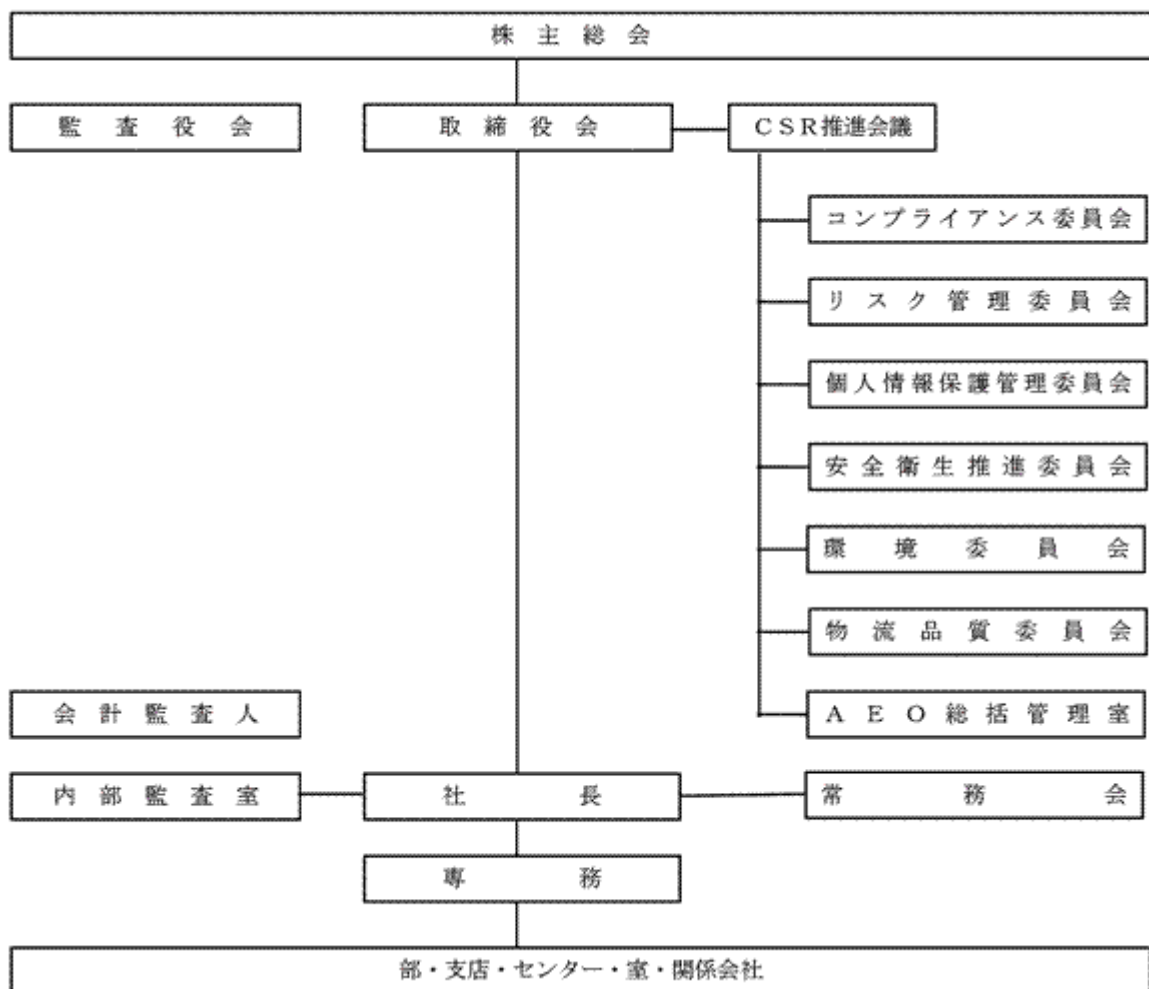 株主総会
監査役会
取締役会
CSR推進会議
コンプライアンス委員会
リスク管理委員会
個人情報保護管理委員会
安全衛生推進委員会
環境委員会
物流品質委員会
会計監査人
AEO総括管理室
内部監査室
社長
常務会
専務
部・支店・センター・室・関係会社